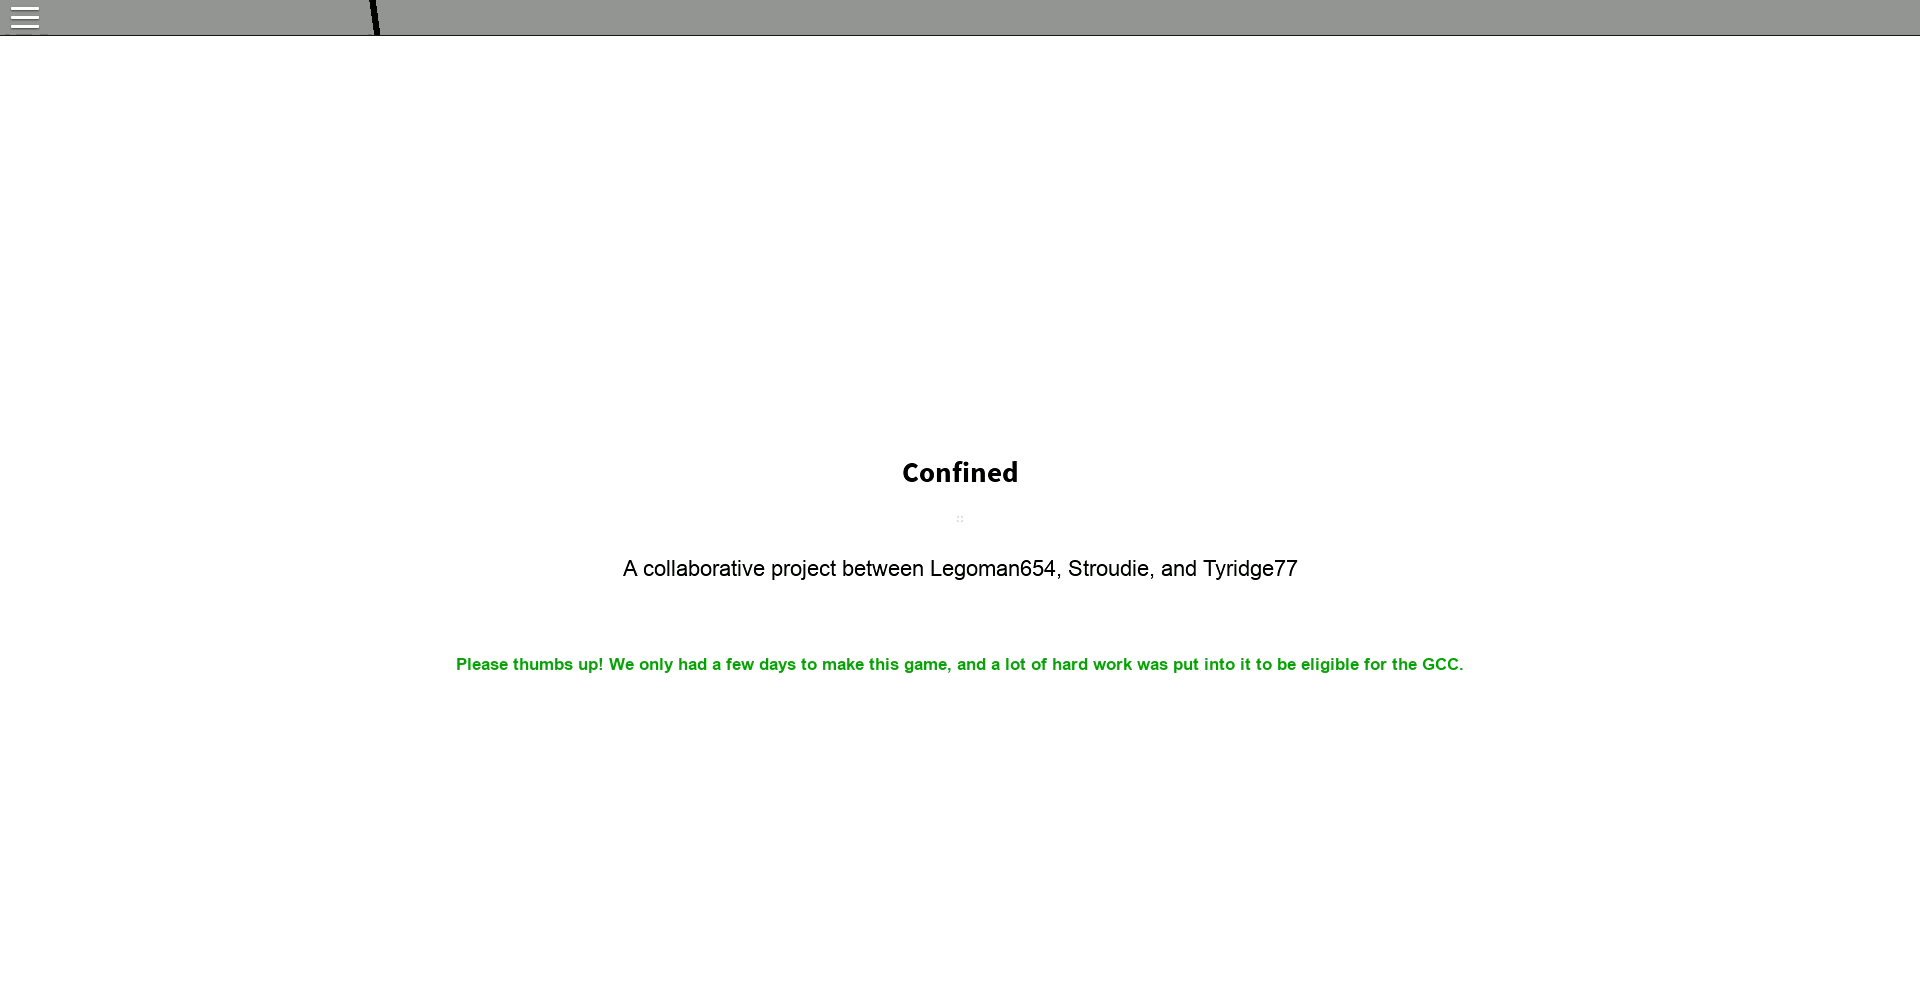 Confined
::
A collaborative project between Legoman654, Stroudie, and Tyridge77
Please thumbs up! We only had a few days to make this game, and a lot of hard work was put into it to be eligible for the GCC.